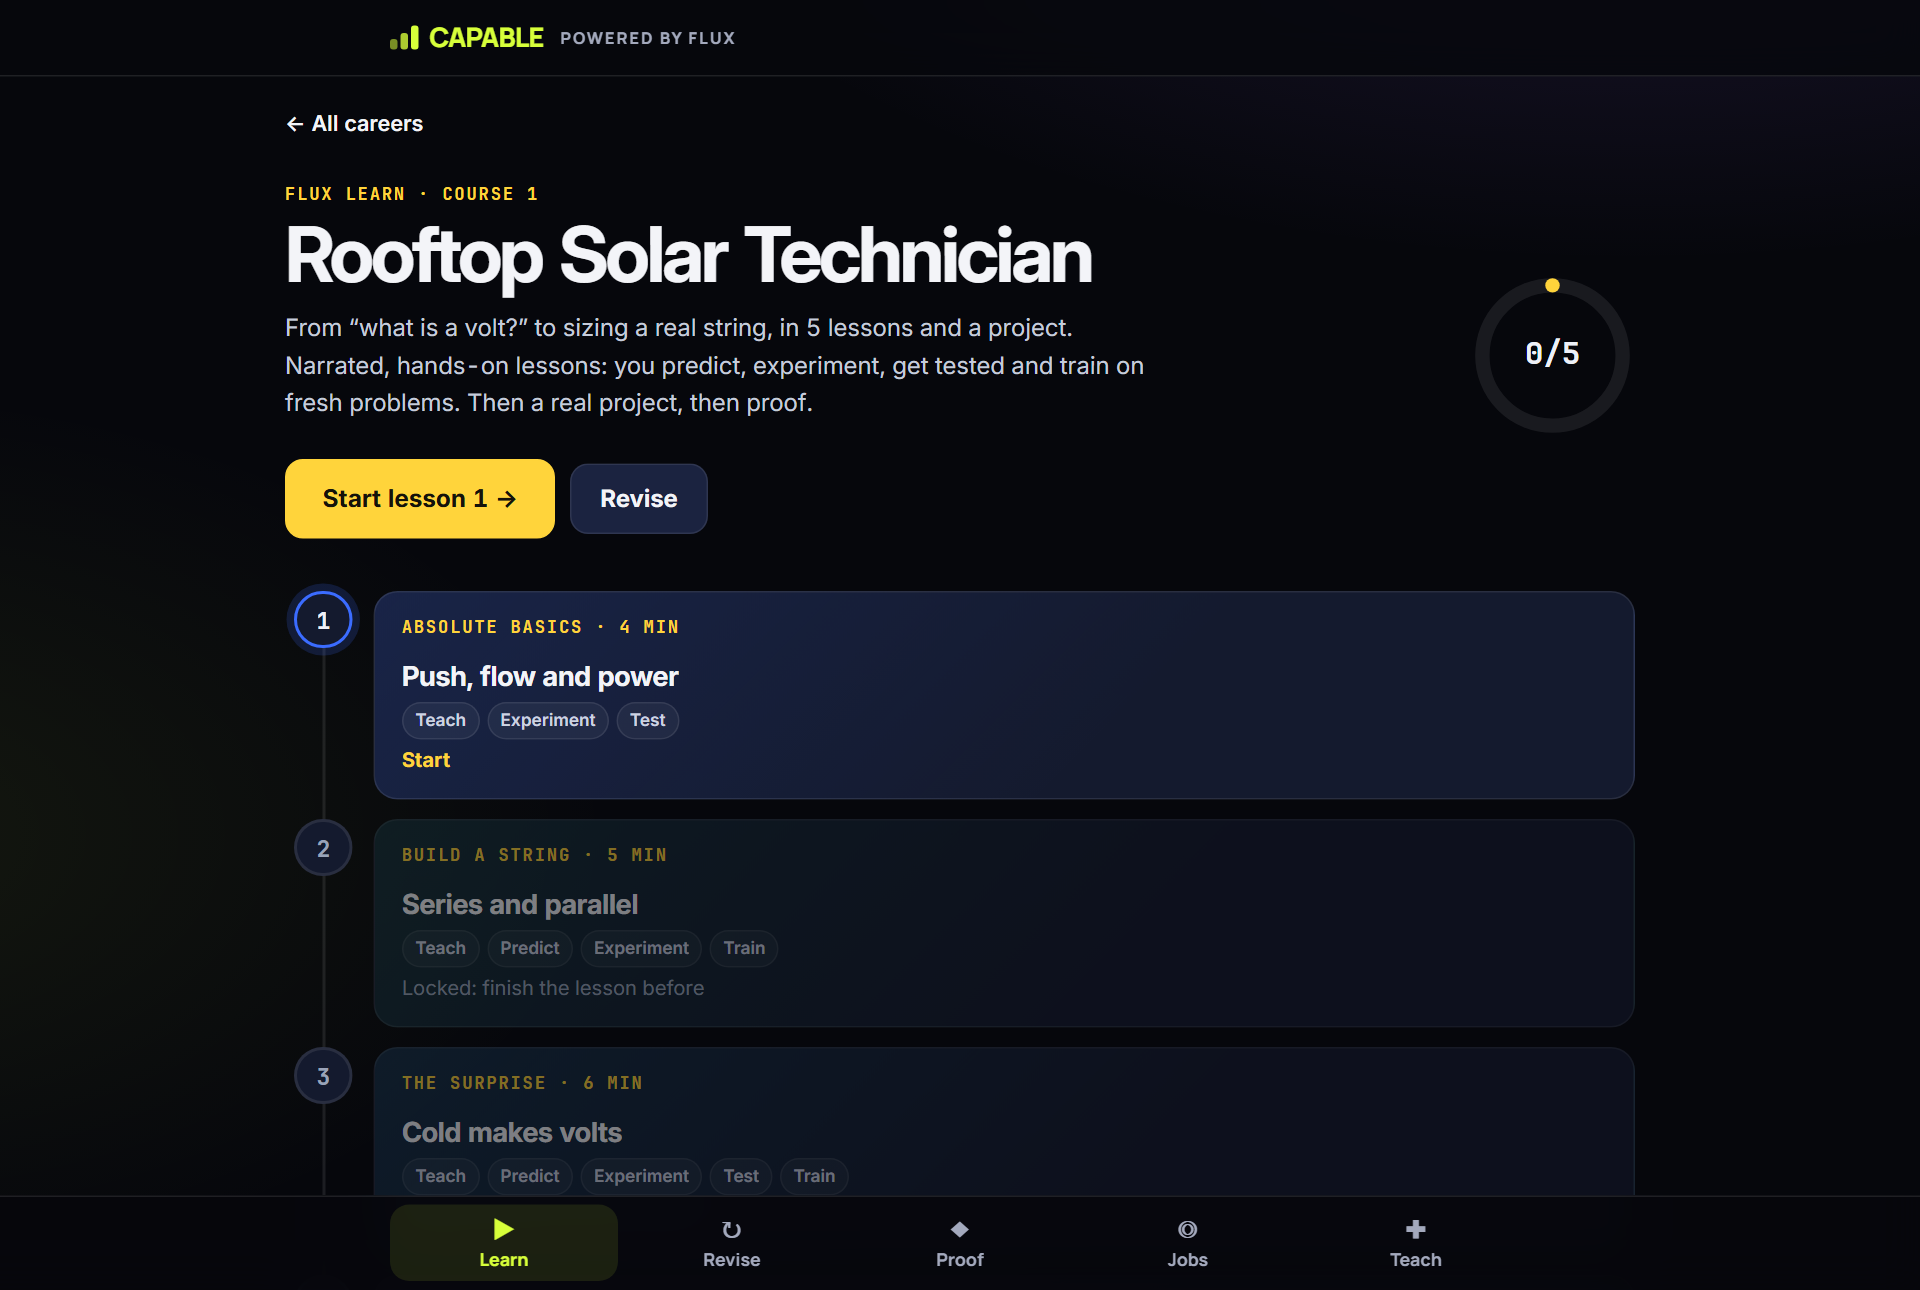 CAPABLE POWERED BY FLUX
← All careers
FLUX LEARN · COURSE 1
Rooftop Solar Technician
From “what is a volt?” to sizing a real string, in 5 lessons and a project.
Narrated, hands-on lessons: you predict, experiment, get tested and train on
fresh problems. Then a real project, then proof.
0/5
Start lesson 1 →
Revise
1
ABSOLUTE BASICS · 4 MIN
Push, flow and power
Teach Experiment Test
Start
2
BUILD A STRING · 5 MIN
Series and parallel
Teach Predict Experiment Train
Locked: finish the lesson before
3
THE SURPRISE · 6 MIN
Cold makes volts
Teach Predict Experiment Test Train
Learn Revise Proof Jobs Teach